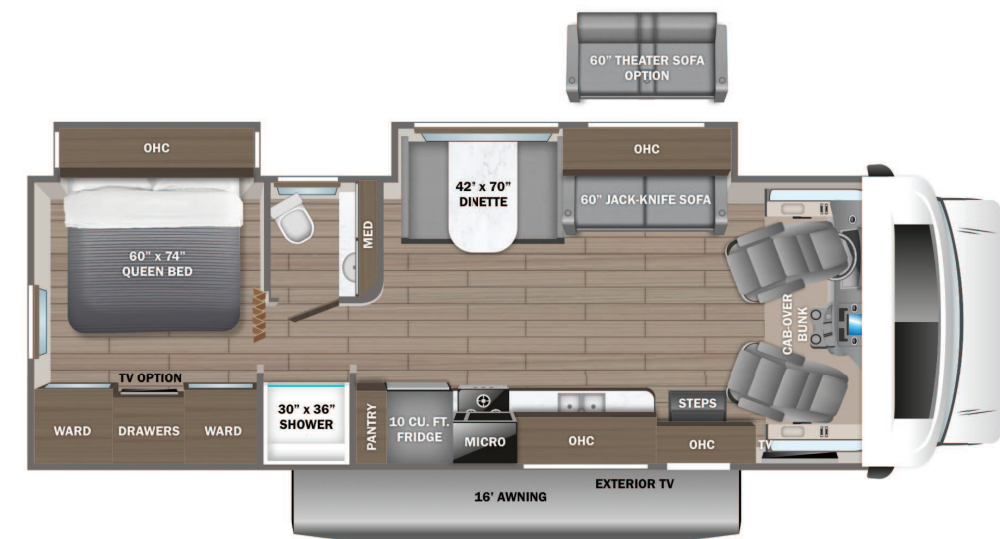 60” THEATER SOFA
OPTION
OHC
OHC
42’ x 70”
DINETTE
60” JACK-KNIFE SOFA
MED
60” x 74”
QUEEN BED
CAB-OVER
BUNK
TV OPTION
WARD
DRAWERS
WARD
30” x 36”
SHOWER
PANTRY
10 CU. FT.
FRIDGE
MICRO
OHC
STEPS
OHC
TV
EXTERIOR TV
16’ AWNING